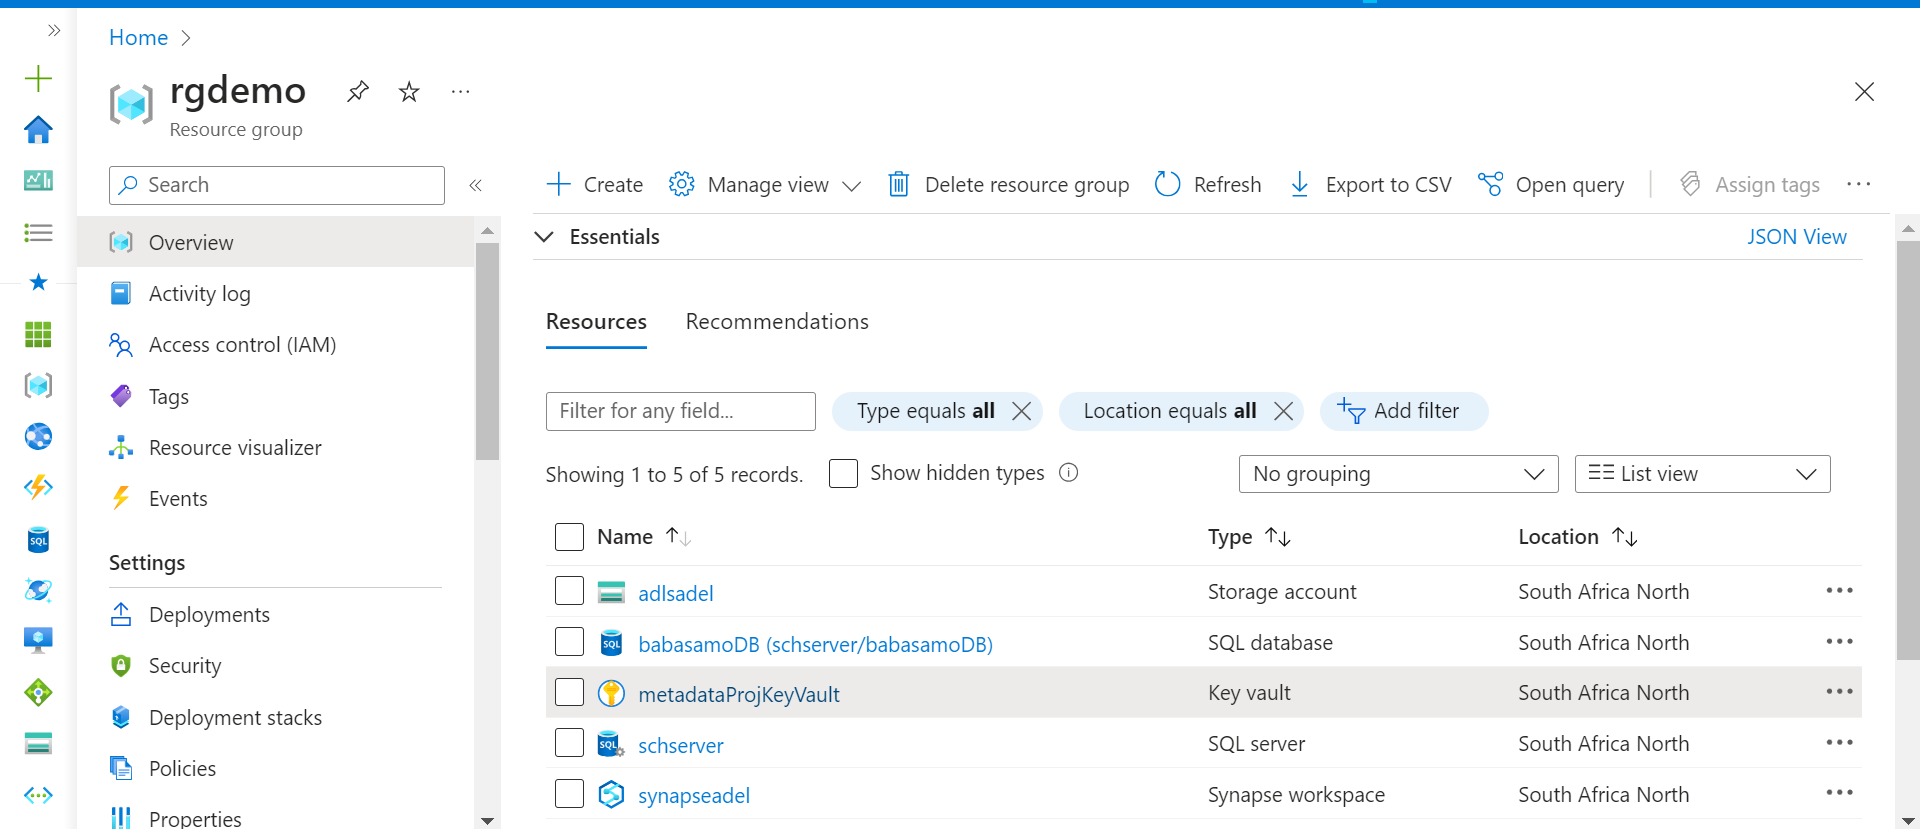 Home
rgdemo
Resource group
Search
Create
Manage view
Delete resource group
Refresh
Export to CSV
Open query
Assign tags
Overview
Activity log
Access control (IAM)
Tags
Resource visualizer
Events
Settings
Deployments
Security
Deployment stacks
Policies
Properties
Essentials
JSON View
Resources
Recommendations
Filter for any field...
Type equals all
Location equals all
Add filter
Showing 1 to 5 of 5 records.
Show hidden types
No grouping
List view
Name Type Location
adlsadel Storage account South Africa North
SQL babasamoDB (schserver/babasamoDB) SQL database South Africa North
metadataProjKeyVault Key vault South Africa North
SQL schserver SQL server South Africa North
synapseadel Synapse workspace South Africa North
SQL